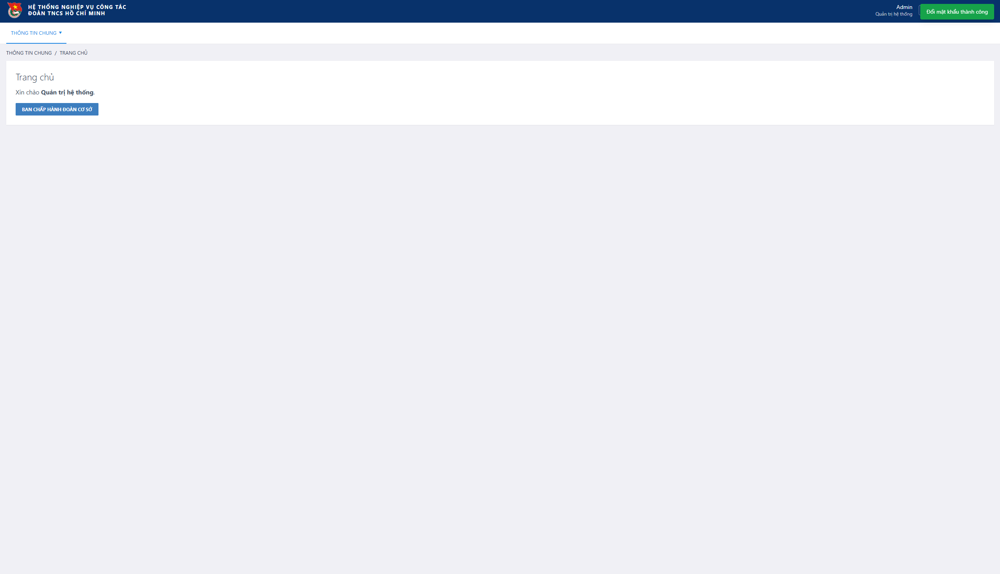 HỆ THỐNG NGHIỆP VỤ CÔNG TÁC
ĐOÀN TNCS HỒ CHÍ MINH
Admin
Quản trị hệ thống
Đổi mật khẩu thành công
THÔNG TIN CHUNG
THÔNG TIN CHUNG / TRANG CHỦ
Trang chủ
Xin chào Quản trị hệ thống.
BAN CHẤP HÀNH ĐOÀN CƠ SỞ